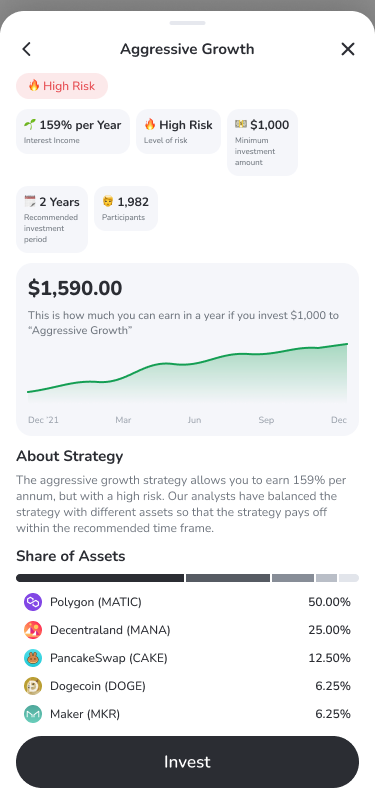 Aggressive Growth
🔥 High Risk
🌱 159% per Year
Interest Income
🔥 High Risk
Level of risk
💵 $1,000
Minimum
investment
amount
📅 2 Years
Recommended
investment
period
1,982
Participants
$1,590.00
This is how much you can earn in a year if you invest $1,000 to
“Aggressive Growth”
Dec ’21 Mar Jun Sep Dec
About Strategy
The aggressive growth strategy allows you to earn 159% per
annum, but with a high risk. Our analysts have balanced the
strategy with different assets so that the strategy pays off
within the recommended time frame.
Share of Assets
Polygon (MATIC) 50.00%
Decentraland (MANA) 25.00%
PancakeSwap (CAKE) 12.50%
Dogecoin (DOGE) 6.25%
Maker (MKR) 6.25%
Invest